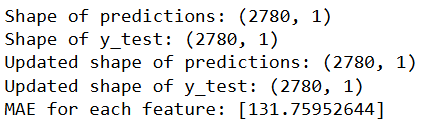 Shape of predictions: (2780, 1)
Shape of y_test: (2780, 1)
Updated shape of predictions: (2780, 1)
Updated shape of y_test: (2780, 1)
MAE for each feature: [131.75952644]